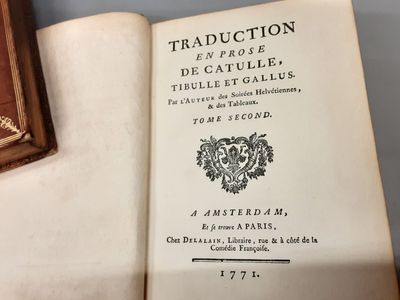 TRADUCTION
EN PROSE
DE CATULLE,
TIBULLE ET GALLUS.
Par L'AUTEUR des Soirées Helvétiennes,
& des Tableaux.
TOME SECOND.
A AMSTERDAM,
Et se trouve A PARIS,
Chez DELALAIN, Libraire, rue & à côté de la
Comédie Françoise.
1771.